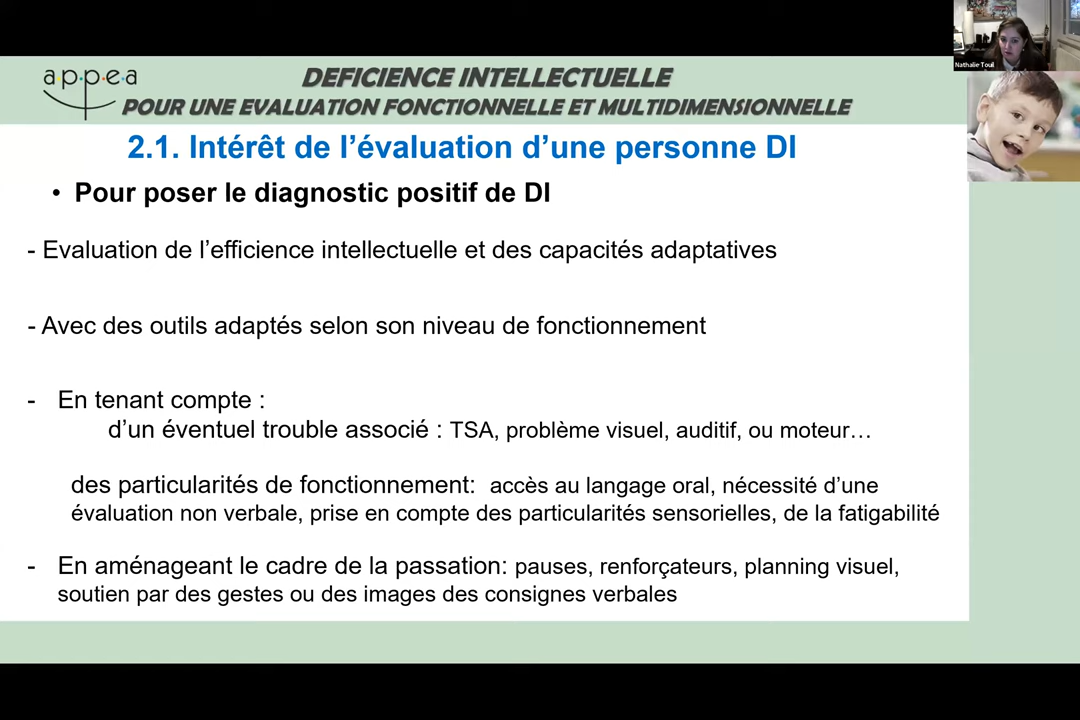 Nathalie Touil
appea
DEFICIENCE INTELLECTUELLE
POUR UNE EVALUATION FONCTIONNELLE ET MULTIDIMENSIONNELLE
2.1. Intérêt de l’évaluation d’une personne DI
• Pour poser le diagnostic positif de DI
- Evaluation de l’efficience intellectuelle et des capacités adaptatives
- Avec des outils adaptés selon son niveau de fonctionnement
- En tenant compte :
d’un éventuel trouble associé : TSA, problème visuel, auditif, ou moteur…
des particularités de fonctionnement: accès au langage oral, nécessité d’une
évaluation non verbale, prise en compte des particularités sensorielles, de la fatigabilité
- En aménageant le cadre de la passation: pauses, renforçateurs, planning visuel,
soutien par des gestes ou des images des consignes verbales